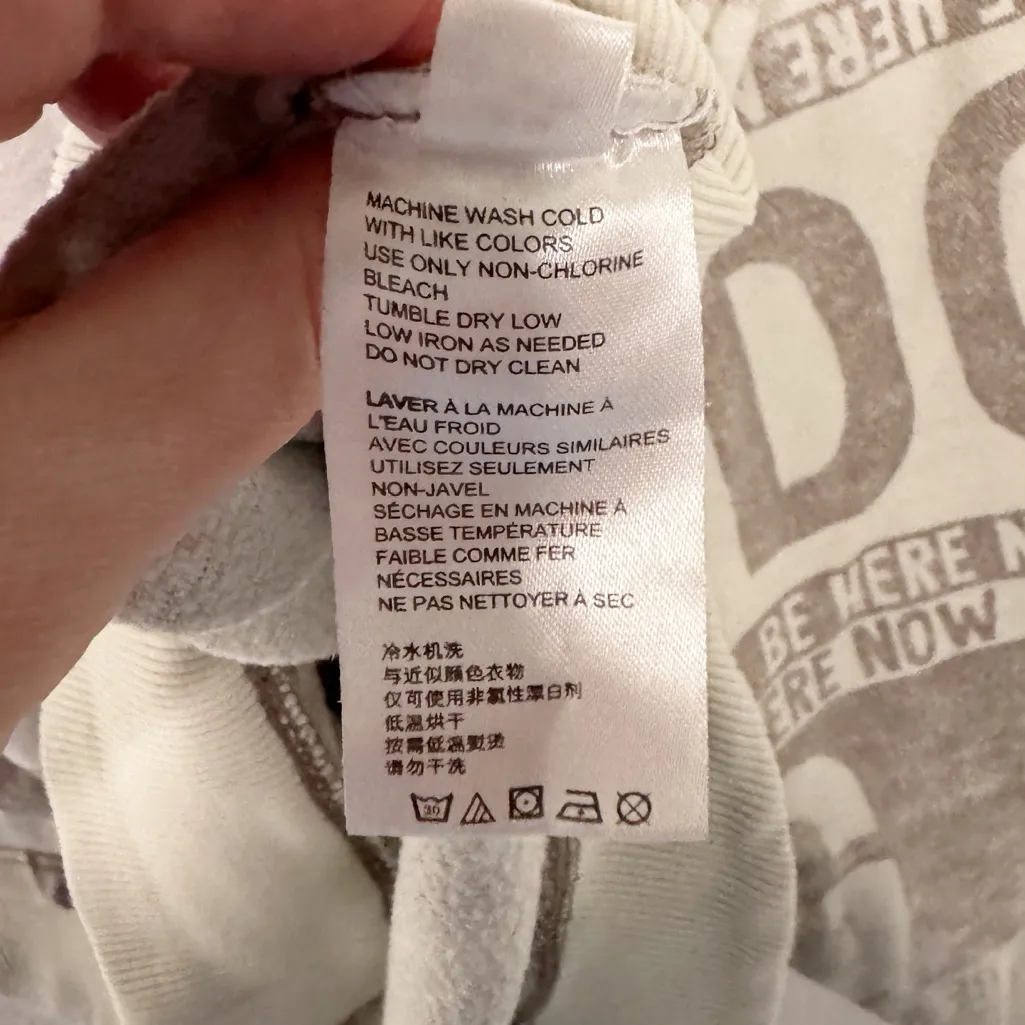 MACHINE WASH COLD
WITH LIKE COLORS
USE ONLY NON-CHLORINE
BLEACH
TUMBLE DRY LOW
LOW IRON AS NEEDED
DO NOT DRY CLEAN
LAVER À LA MACHINE À
L'EAU FROID
AVEC COULEURS SIMILAIRES
UTILISEZ SEULEMENT
NON-JAVEL
SÉCHAGE EN MACHINE À
BASSE TEMPÉRATURE
FAIBLE COMME FER
NÉCESSAIRES
NE PAS NETTOYER À SEC
冷水机洗
与近似颜色衣物
仅可使用非氯性漂白剂
低温烘干
按需低温熨烫
请勿干洗
30
HERE
HERE
D
BE HERE N
ERE NOW